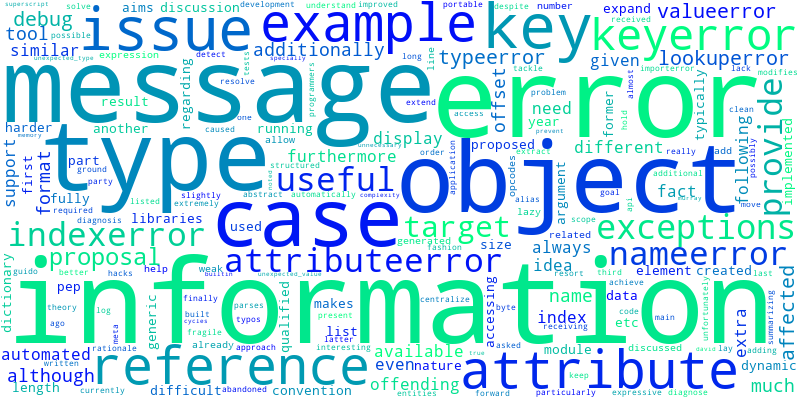 superscript solve development understand improved portable despite number expand received
debug aims discussion
issue example key valueerror
tool possible
similar unexpected_type additionally keyerror
expression detect tests typeerror given lookuperror
message error
regarding resolve programmers line long importerror lack
result specially tackle almost modifies
harder another caused one running extend offset need year former hold typically clean
support allow unnecessary access problem prevent really add possibly
display proposed order extract different
first format part memory ground party furthermore structured
type object provide
application opcodes argument additional fact following implemented
fully slightly extremely abstract automatically complexity useful alias goal array move
required listed lazy scope api
diagnosis libraries used case target related exceptions
indexerror generated fashion size always nameerror
proposal attributeerror idea
dictionary guido better hacks help weak builtin unexpected_value centralize accessing element created last
pep theory finally qualified makes name resort third achieve
ago log built cycles typos parses present list latter byte index data receiving code
meta generic fragile already approach interesting available module etc main unfortunately extra summarizing affected
information
automated rationale reference even nature asked discussed david lay adding dynamic
although written offending true attribute
length currently difficult abandoned convention entities forward particularly keep expressive diagnose much